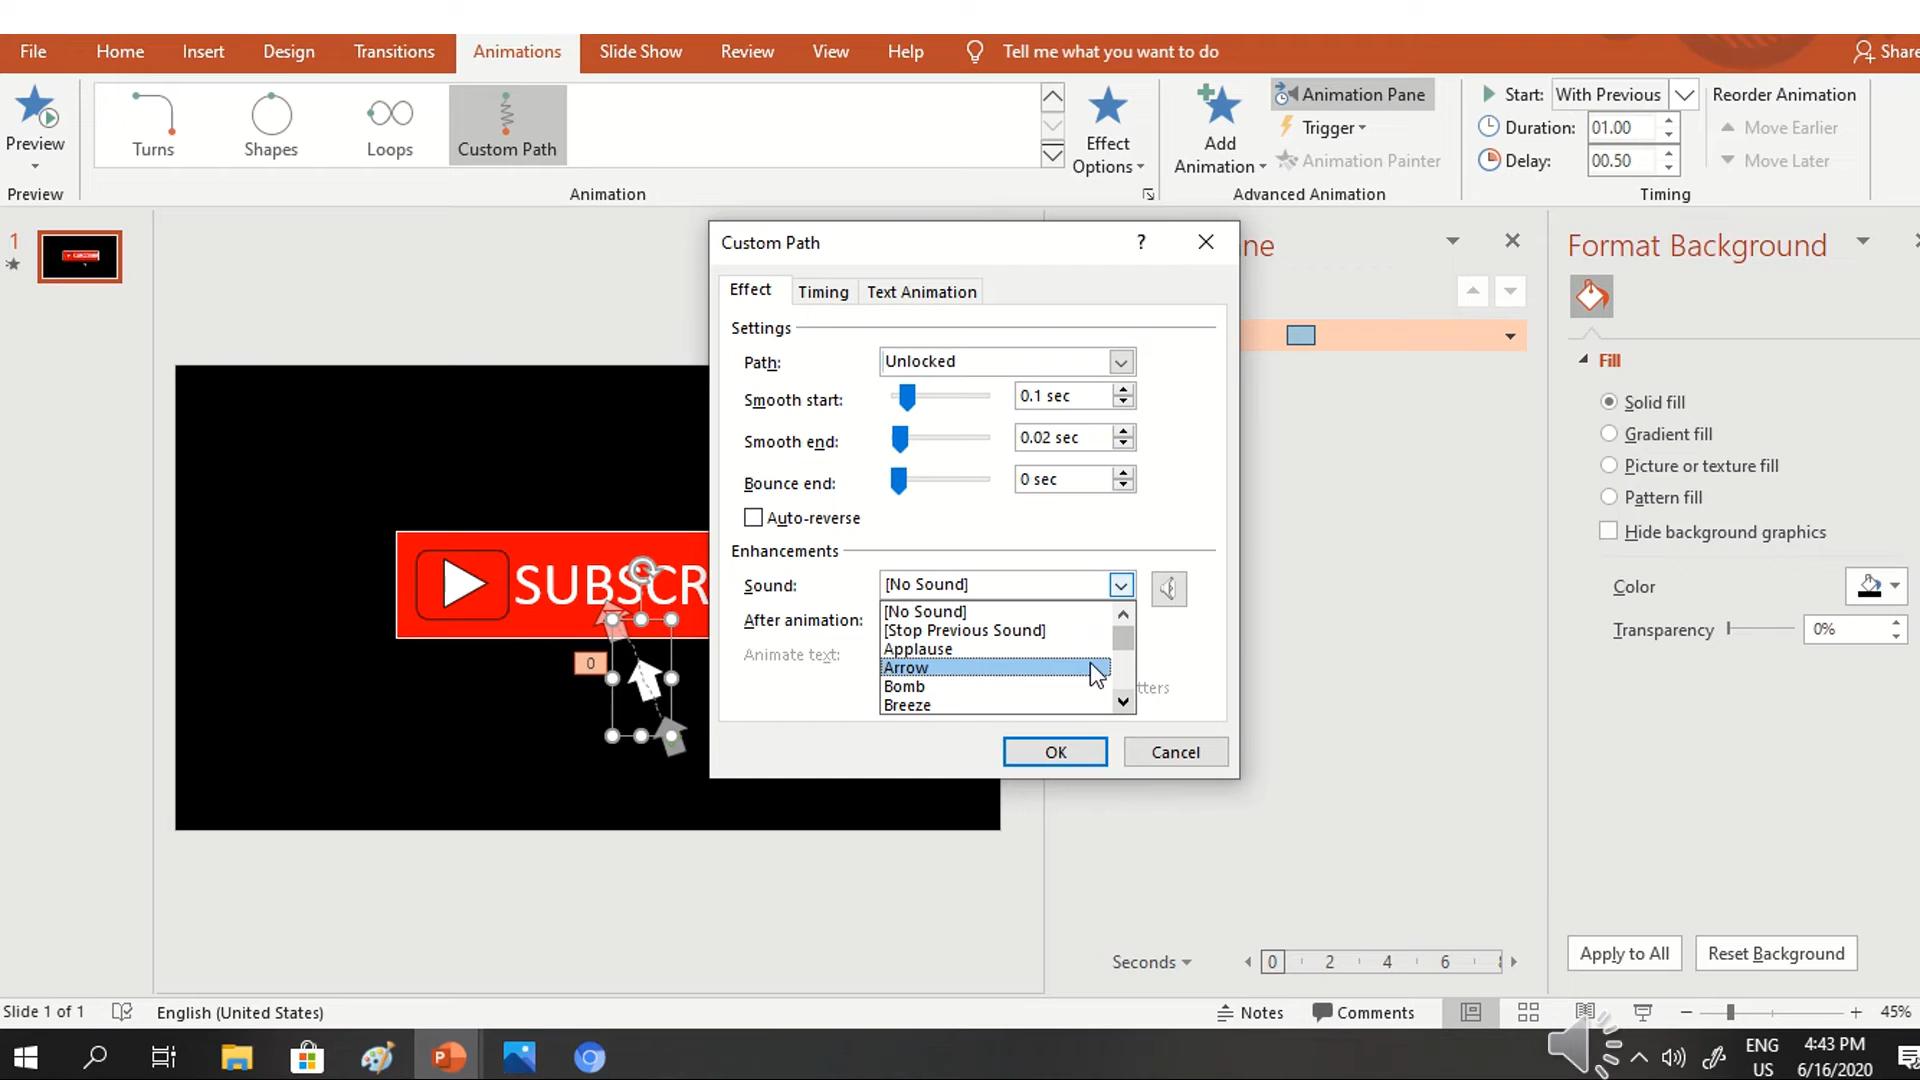 File Home Insert Design Transitions Animations Slide Show Review View Help Tell me what you want to do Share
Preview
Turns Shapes Loops Custom Path
Effect Options
Add Animation
Animation Pane
Trigger
Animation Painter
Start: With Previous
Duration: 01.00
Delay: 00.50
Reorder Animation
Move Earlier
Move Later
Preview Animation Advanced Animation Timing
1
SUBSCR
0
Custom Path ?
Effect Timing Text Animation
Settings
Path: Unlocked
Smooth start: 0.1 sec
Smooth end: 0.02 sec
Bounce end: 0 sec
Auto-reverse
Enhancements
Sound: [No Sound]
After animation:
Animate text:
[No Sound]
[Stop Previous Sound]
Applause
Arrow
Bomb
Breeze
tters
OK Cancel
ne
Seconds 0 2 4 6
Format Background
Fill
Solid fill
Gradient fill
Picture or texture fill
Pattern fill
Hide background graphics
Color
Transparency 0%
Apply to All Reset Background
Slide 1 of 1 English (United States) Notes Comments 45%
ENG 4:43 PM
US 6/16/2020